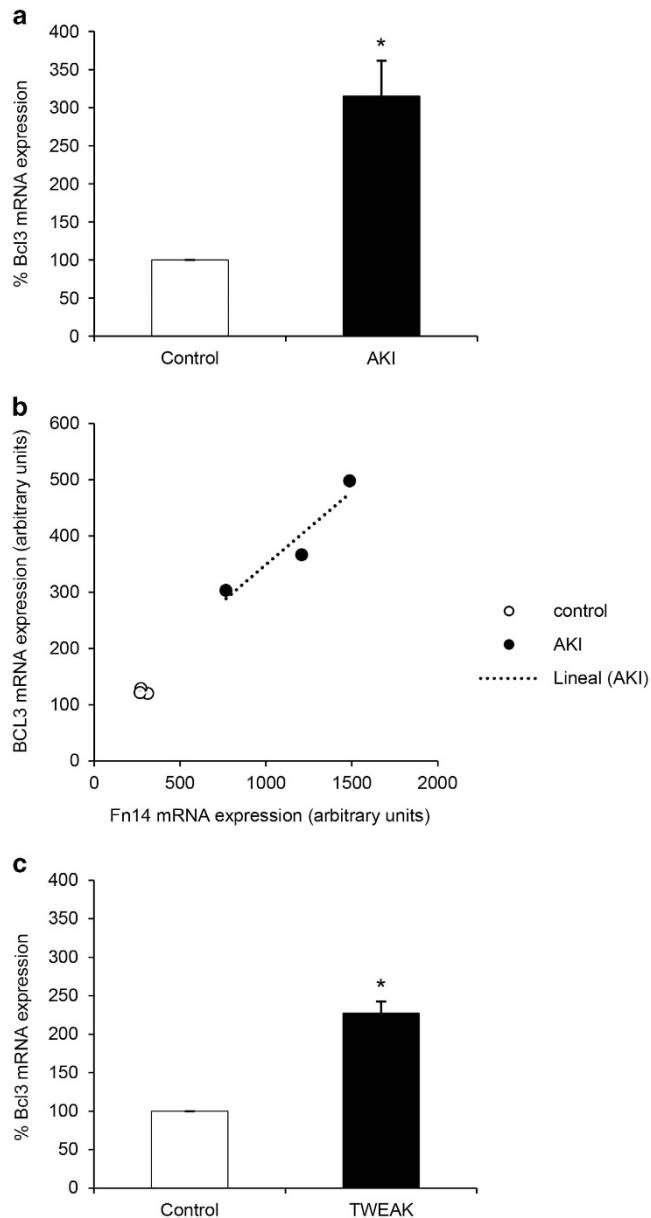 a
% Bcl3 mRNA expression
400
350
300
250
200
150
100
50
0
*
Control
AKI
b
BCL3 mRNA expression (arbitrary units)
600
500
400
300
200
100
0
0 500 1000 1500 2000
Fn14 mRNA expression (arbitrary units)
control
AKI
Lineal (AKI)
c
% Bcl3 mRNA expression
400
350
300
250
200
150
100
50
0
*
Control
TWEAK